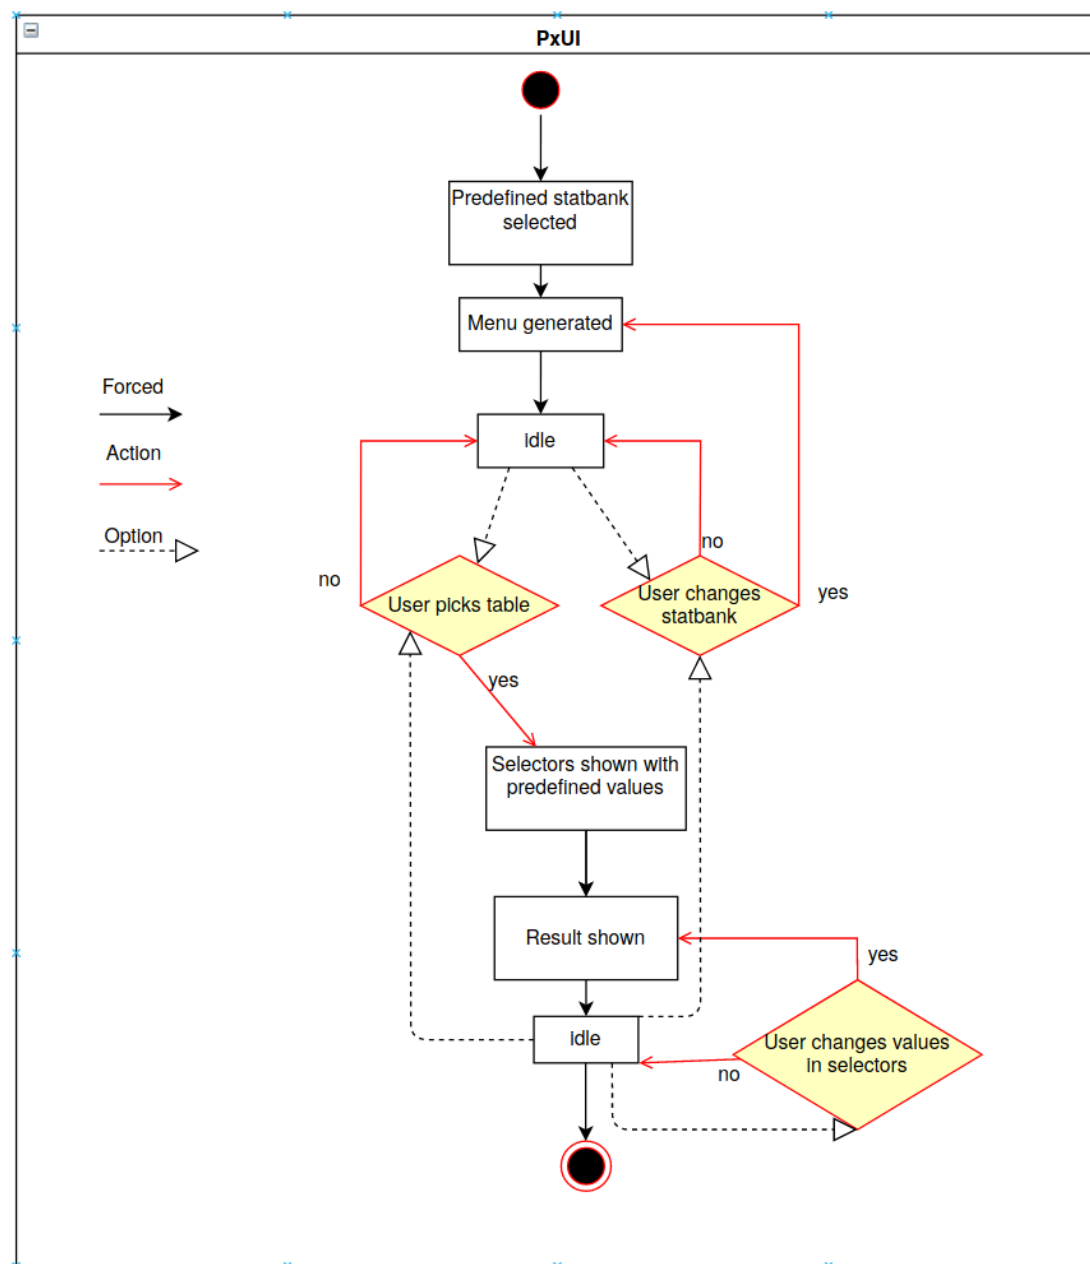 PxUI
Predefined statbank
selected
Menu generated
Forced
idle
Action
Option
no
no
User picks table
User changes
statbank
yes
yes
Selectors shown with
predefined values
Result shown
yes
idle
User changes values
in selectors
no